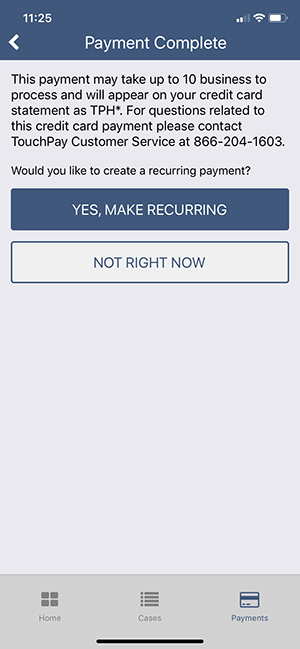 11:25
Payment Complete
This payment may take up to 10 business to
process and will appear on your credit card
statement as TPH*. For questions related to
this credit card payment please contact
TouchPay Customer Service at 866-204-1603.
Would you like to create a recurring payment?
YES, MAKE RECURRING
NOT RIGHT NOW
Home Cases Payments